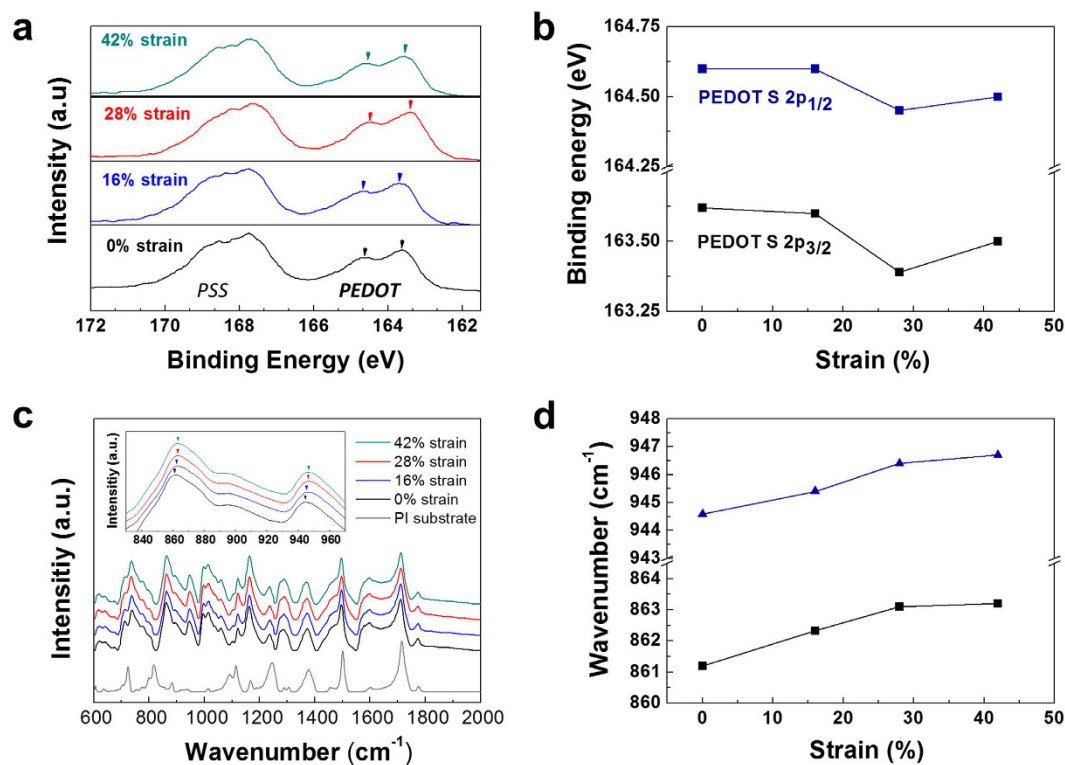 a
42% strain
28% strain
16% strain
0% strain
PSS
PEDOT
Intensity (a.u)
172 170 168 166 164 162
Binding Energy (eV)
b
164.75
164.50
164.25
163.50
163.25
PEDOT S 2p1/2
PEDOT S 2p3/2
Binding energy (eV)
0 10 20 30 40 50
Strain (%)
c
Intensitiy (a.u.)
840 860 880 900 920 940 960
42% strain
28% strain
16% strain
0% strain
PI substrate
Intensitiy (a.u.)
600 800 1000 1200 1400 1600 1800 2000
Wavenumber (cm-1)
d
948
947
946
945
944
943
864
863
862
861
860
Wavenumber (cm-1)
0 10 20 30 40 50
Strain (%)